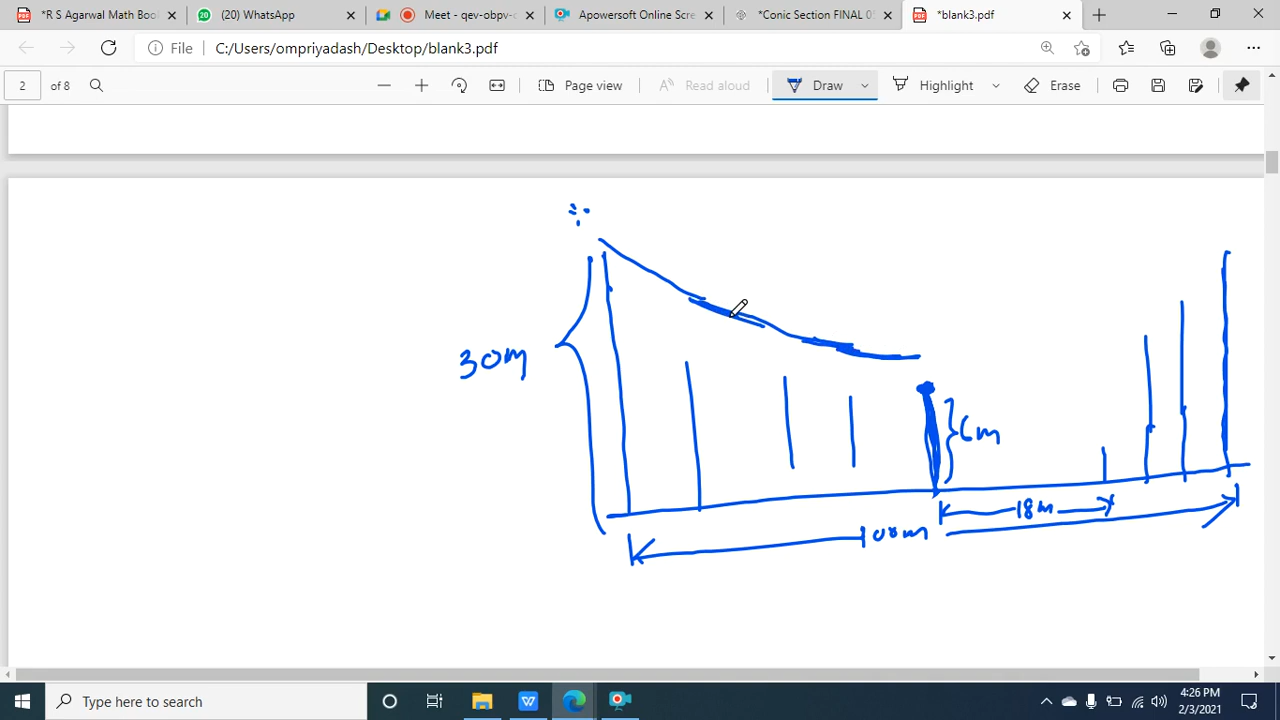 *R S Agarwal Math Boo
(20) WhatsApp
Meet - qev-obpv-c
Apowersoft Online Scre
*Conic Section FINAL 05
*blank3.pdf
File
C:/Users/ompriyadash/Desktop/blank3.pdf
2 of 8
Page view
Read aloud
Draw
Highlight
Erase
30m
6m
18m
100m
Type here to search
4:26 PM
2/3/2021